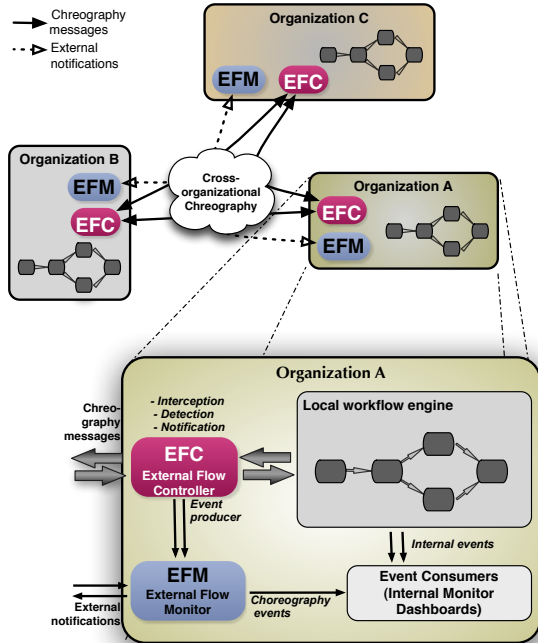 Chreography
messages
External
notifications
Organization C
EFM
EFC
Organization B
EFM
EFC
Cross-
organizational
Chreography
Organization A
EFC
EFM
Organization A
Chreo-
graphy
messages
- Interception
- Detection
- Notification
EFC
External Flow
Controller
Local workflow engine
Event
producer
Internal events
EFM
External Flow
Monitor
External
notifications
Choreography
events
Event Consumers
(Internal Monitor
Dashboards)